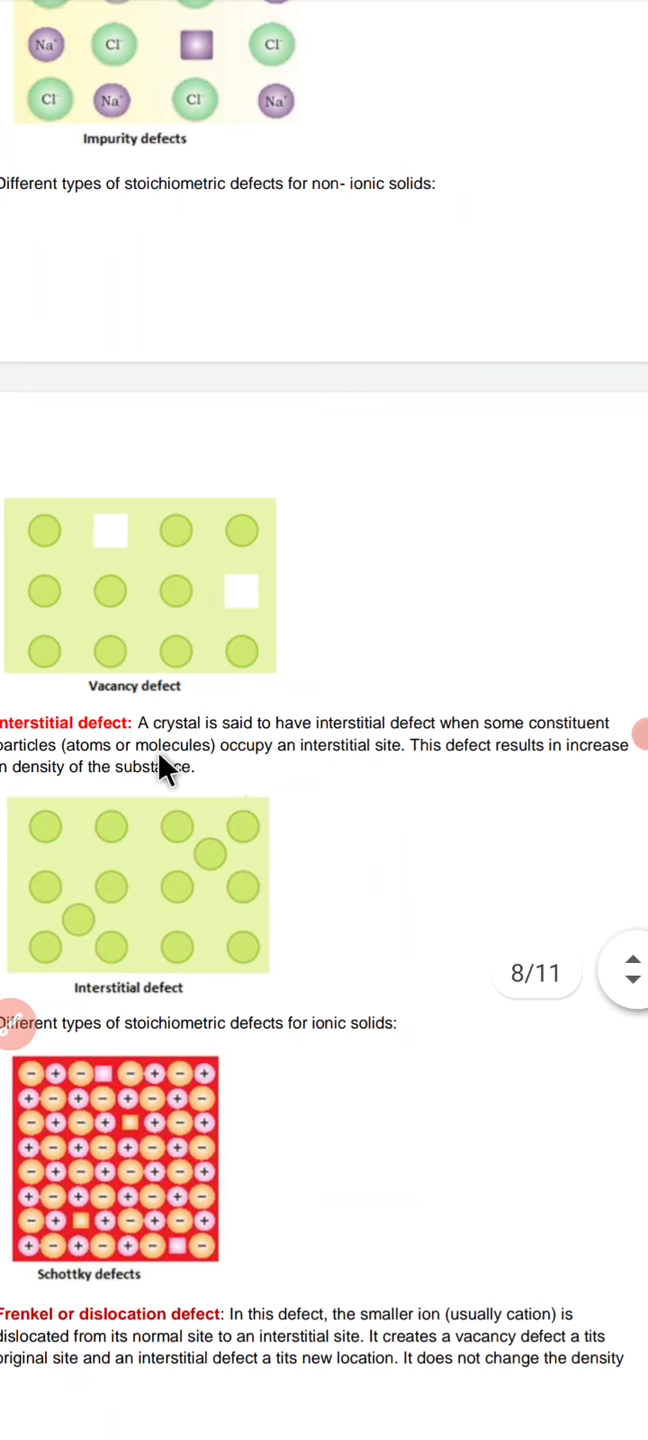 Na⁺ Cl⁻ Cl⁻
Cl⁻ Na⁺ Cl⁻ Na⁺
Impurity defects
Different types of stoichiometric defects for non- ionic solids:
Vacancy defect
nterstitial defect: A crystal is said to have interstitial defect when some constituent
particles (atoms or molecules) occupy an interstitial site. This defect results in increase
n density of the substance.
8/11
Interstitial defect
Different types of stoichiometric defects for ionic solids:
− + − − + − +
+ − + − + − + −
− + − + + − +
+ − + − + − + −
− + − + − + − +
+ − + − + − + −
− + + − + − +
+ − + − + − −
Schottky defects
Frenkel or dislocation defect: In this defect, the smaller ion (usually cation) is
dislocated from its normal site to an interstitial site. It creates a vacancy defect a tits
original site and an interstitial defect a tits new location. It does not change the density